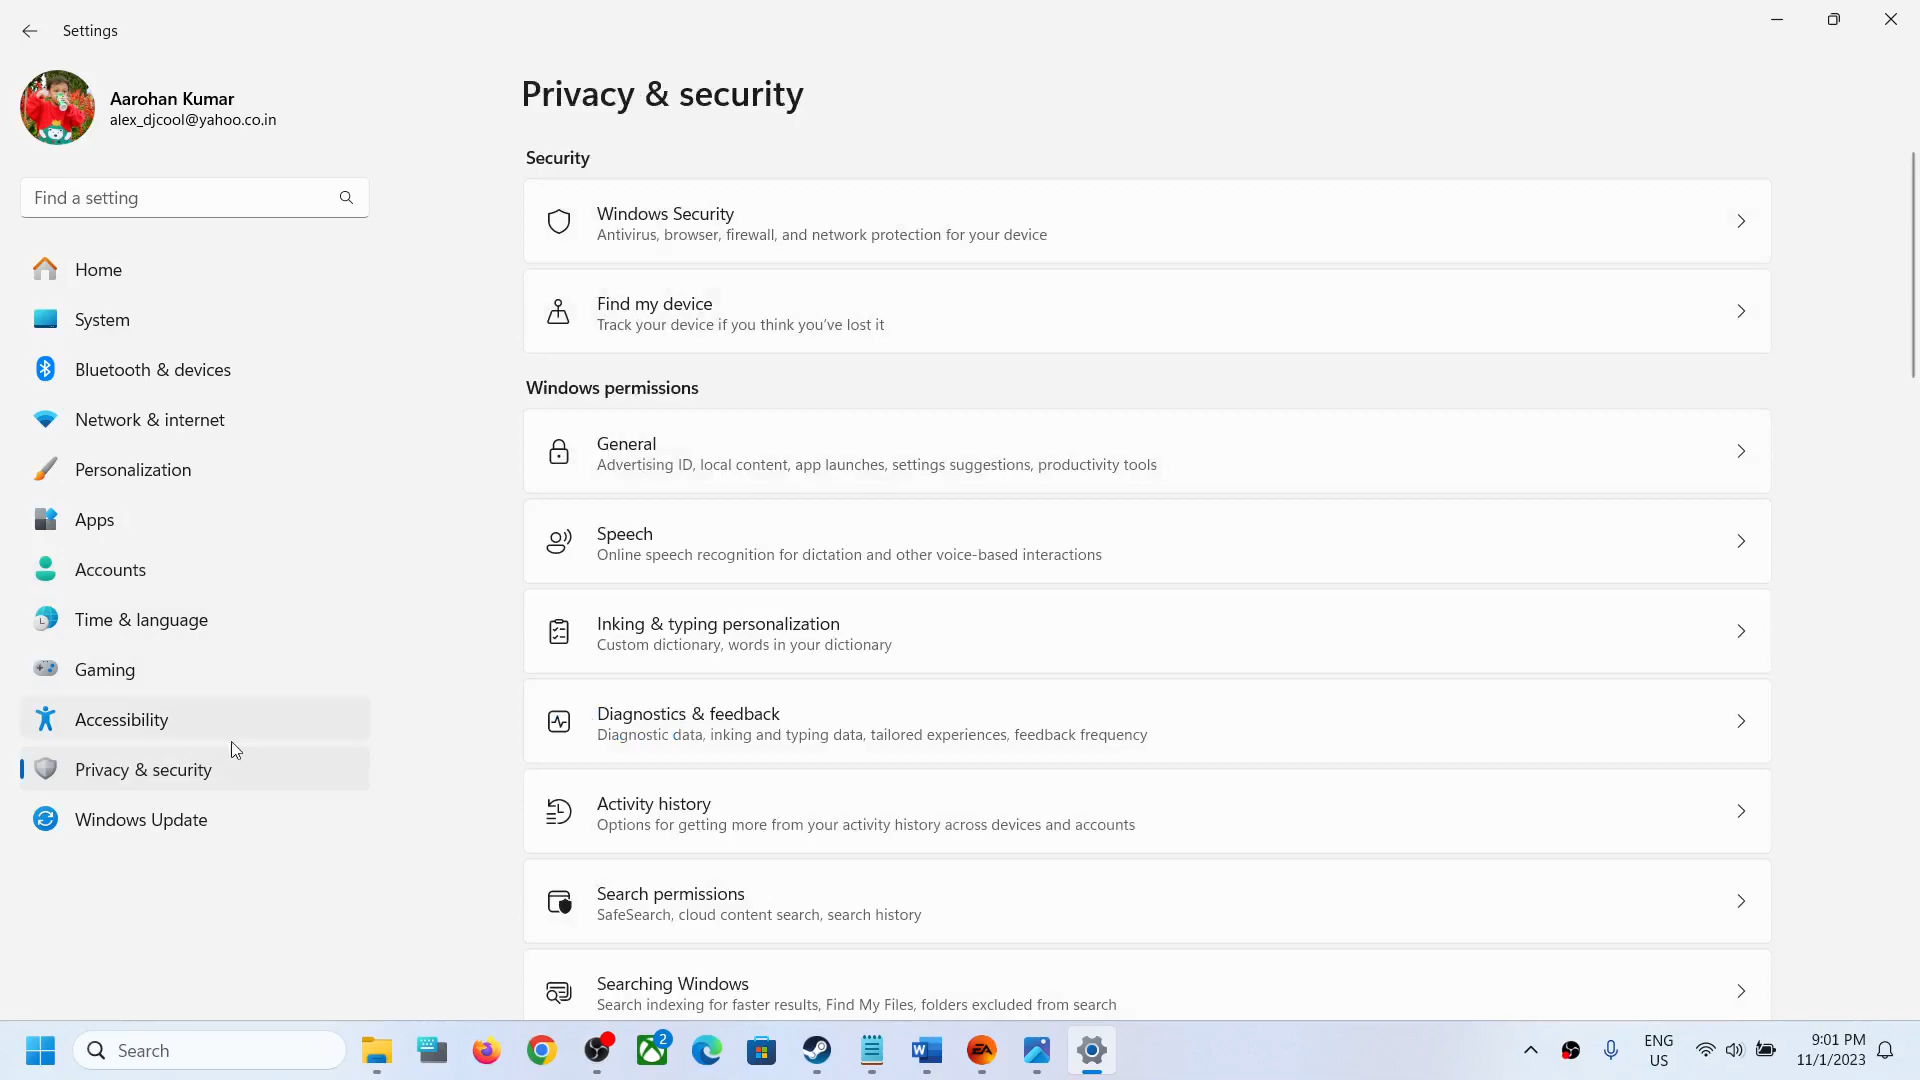 Settings
Aarohan Kumar
alex_djcool@yahoo.co.in
Find a setting
Home
System
Bluetooth & devices
Network & internet
Personalization
Apps
Accounts
Time & language
Gaming
Accessibility
Privacy & security
Windows Update
Privacy & security
Security
Windows Security
Antivirus, browser, firewall, and network protection for your device
Find my device
Track your device if you think you've lost it
Windows permissions
General
Advertising ID, local content, app launches, settings suggestions, productivity tools
Speech
Online speech recognition for dictation and other voice-based interactions
Inking & typing personalization
Custom dictionary, words in your dictionary
Diagnostics & feedback
Diagnostic data, inking and typing data, tailored experiences, feedback frequency
Activity history
Options for getting more from your activity history across devices and accounts
Search permissions
SafeSearch, cloud content search, search history
Searching Windows
Search indexing for faster results, Find My Files, folders excluded from search
Search
2
W
EA
ENG
US
9:01 PM
11/1/2023